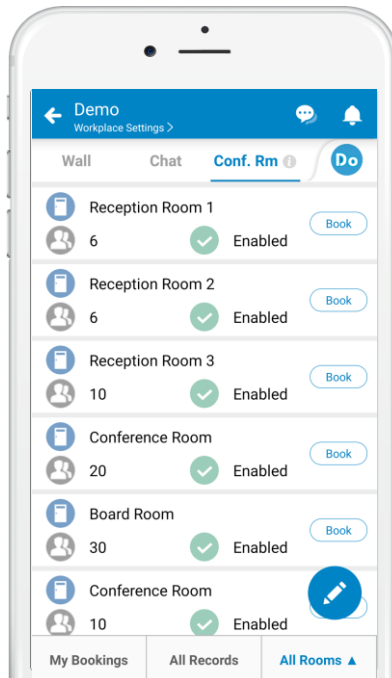 Demo
Workplace Settings >
Wall Chat Conf. Rm i Do
Reception Room 1
6 Enabled Book
Reception Room 2
6 Enabled Book
Reception Room 3
10 Enabled Book
Conference Room
20 Enabled Book
Board Room
30 Enabled Book
Conference Room
10 Enabled
My Bookings All Records All Rooms ▲